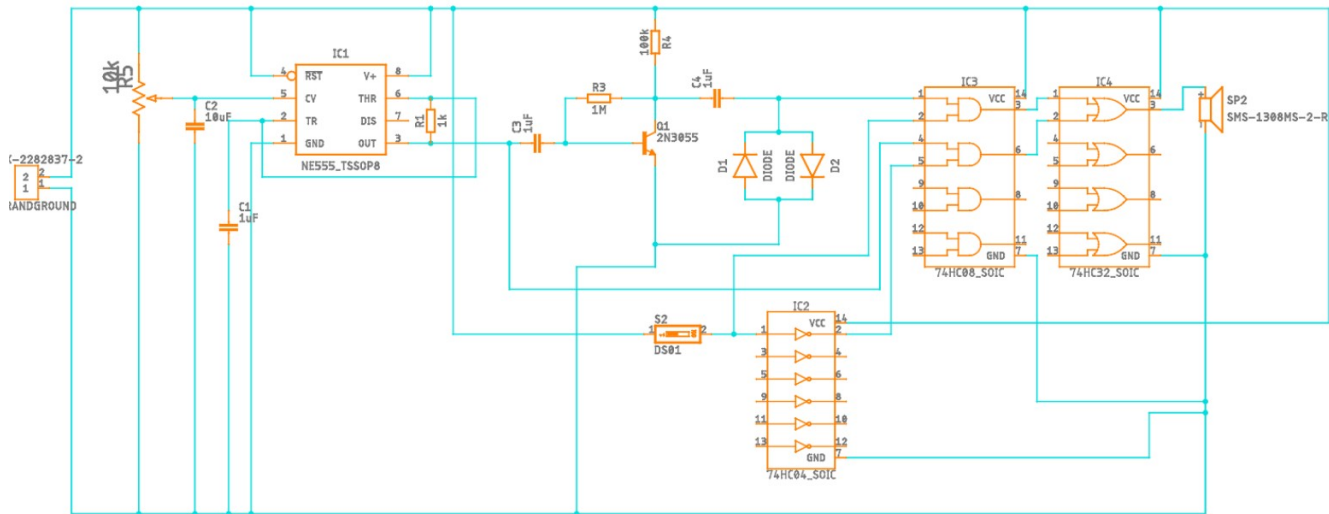 10k
R5
C2
10uF
IC1
4 RST V+ 8
5 CV THR 6
2 TR DIS 7
1 GND OUT 3
NE555_TSSOP8
R1
1k
-2282837-2
2 2
1 1
RANDGROUND
C1
1uF
C3
1uF
R3
1M
100k
R4
Q1
2N3055
C4
1uF
D1
DIODE
DIODE
D2
IC3
1 VCC 14
2 3
4 6
5
9 8
10
12 11
13 GND 7
74HC08_SOIC
IC4
1 VCC 14
2 3
4 6
5
9 8
10
12 11
13 GND 7
74HC32_SOIC
SP2
SMS-1308MS-2-R
+
S2
1 2
DS01
IC2
VCC 14
1 2
3 4
5 6
9 8
11 10
13 12
GND 7
74HC04_SOIC